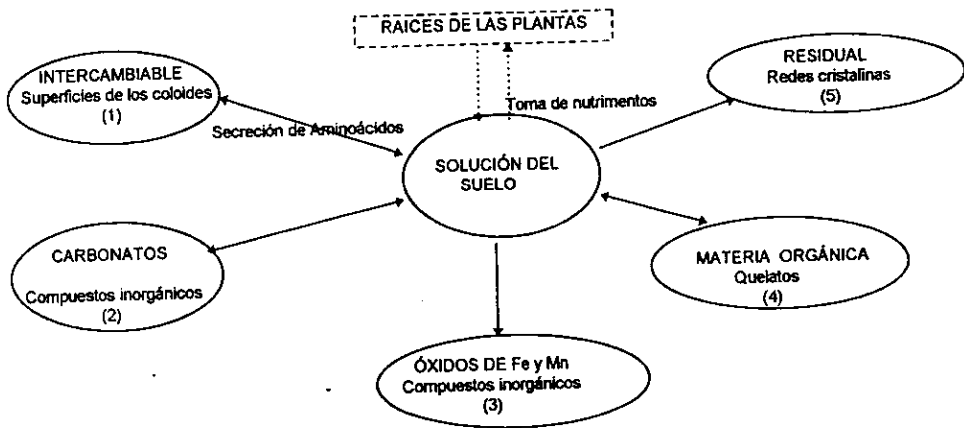 RAICES DE LAS PLANTAS
INTERCAMBIABLE
Superficies de los coloides
(1)
RESIDUAL
Redes cristalinas
(5)
Toma de nutrimentos
Secreción de Aminoácidos
SOLUCIÓN DEL
SUELO
CARBONATOS
Compuestos inorgánicos
(2)
MATERIA ORGÁNICA
Quelatos
(4)
ÓXIDOS DE Fe y Mn
Compuestos inorgánicos
(3)